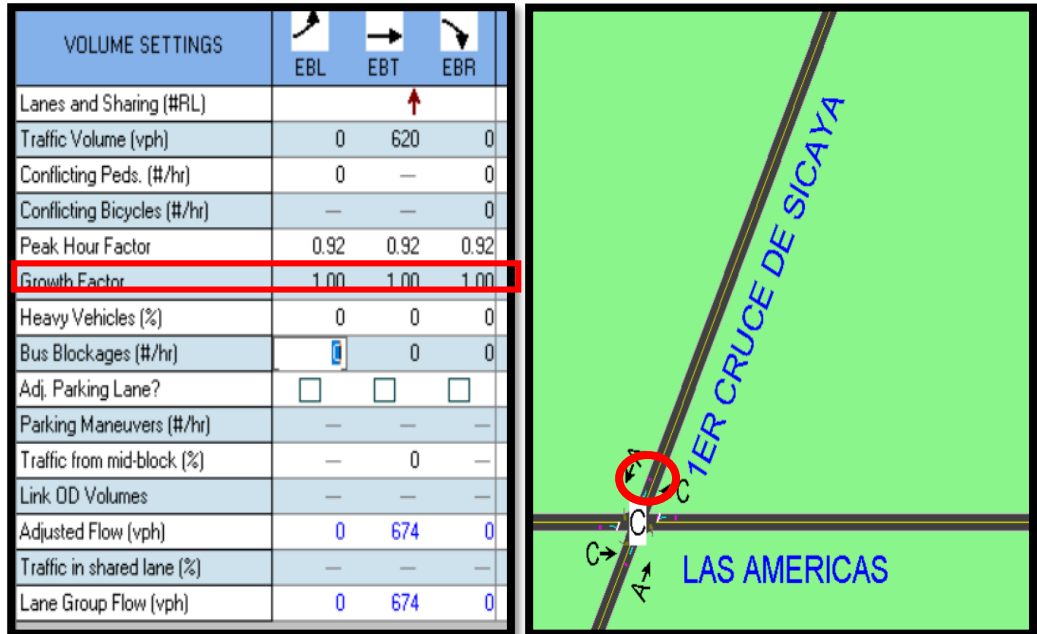 VOLUME SETTINGS EBL EBT EBR
Lanes and Sharing (#RL)
Traffic Volume (vph) 0 620 0
Conflicting Peds. (#/hr) 0 — 0
Conflicting Bicycles (#/hr) — — 0
Peak Hour Factor 0.92 0.92 0.92
Growth Factor 1.00 1.00 1.00
Heavy Vehicles (%) 0 0 0
Bus Blockages (#/hr) 0 0 0
Adj. Parking Lane?
Parking Maneuvers (#/hr) — — —
Traffic from mid-block (%) — 0 —
Link OD Volumes — — —
Adjusted Flow (vph) 0 674 0
Traffic in shared lane (%) — — —
Lane Group Flow (vph) 0 674 0
1ER CRUCE DE SICAYA
A
C
C
C
A
LAS AMERICAS